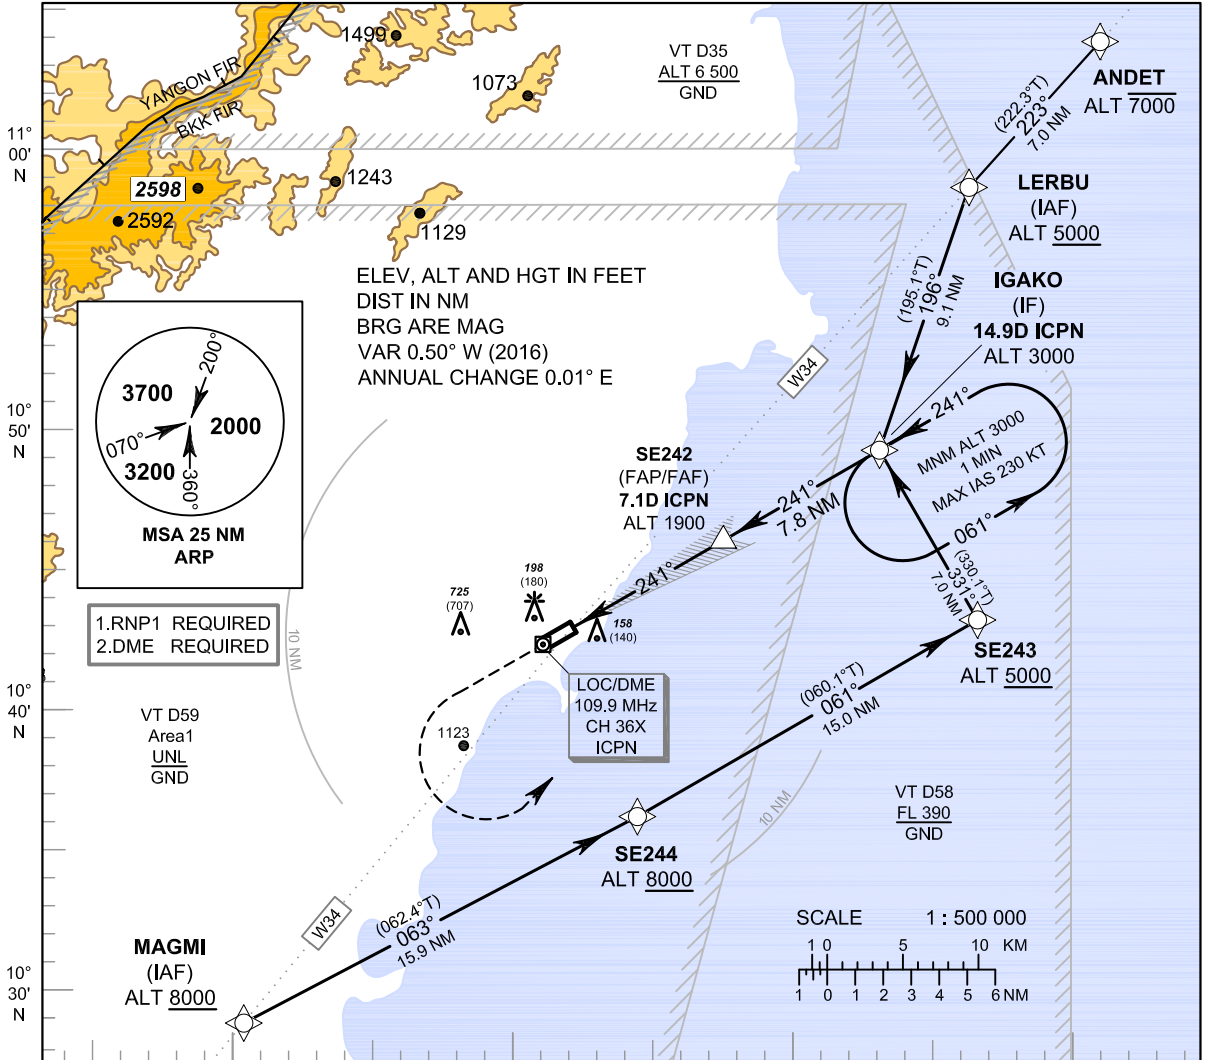 1499
VT D35
ALT 6 500
GND
ANDET
ALT 7000
YANGON FIR
BKK FIR
1073
(222.3°T)
223°
7.0 NM
11°
00'
N
2598
2592
1243
1129
LERBU
(IAF)
ALT 5000
ELEV, ALT AND HGT IN FEET
DIST IN NM
BRG ARE MAG
VAR 0.50° W (2016)
ANNUAL CHANGE 0.01° E
(195.1°T)
196°
9.1 NM
IGAKO
(IF)
14.9D ICPN
ALT 3000
3700
200°
2000
070°
3200
360°
MSA 25 NM
ARP
W34
10°
50'
N
241°
MNM ALT 3000
1 MIN
MAX IAS 230 KT
061°
SE242
(FAP/FAF)
7.1D ICPN
ALT 1900
241°
7.8 NM
241°
(330.1°T)
331°
7.0 NM
725
(707)
198
(180)
158
(140)
1.RNP1 REQUIRED
2.DME REQUIRED
10 NM
SE243
ALT 5000
LOC/DME
109.9 MHz
CH 36X
ICPN
(060.1°T)
061°
15.0 NM
10°
40'
N
VT D59
Area1
UNL
GND
1123
10 NM
VT D58
FL 390
GND
SE244
ALT 8000
W34
(062.4°T)
063°
15.9 NM
MAGMI
(IAF)
ALT 8000
10°
30'
N
SCALE 1 : 500 000
1 0 5 10 KM
1 0 1 2 3 4 5 6 NM